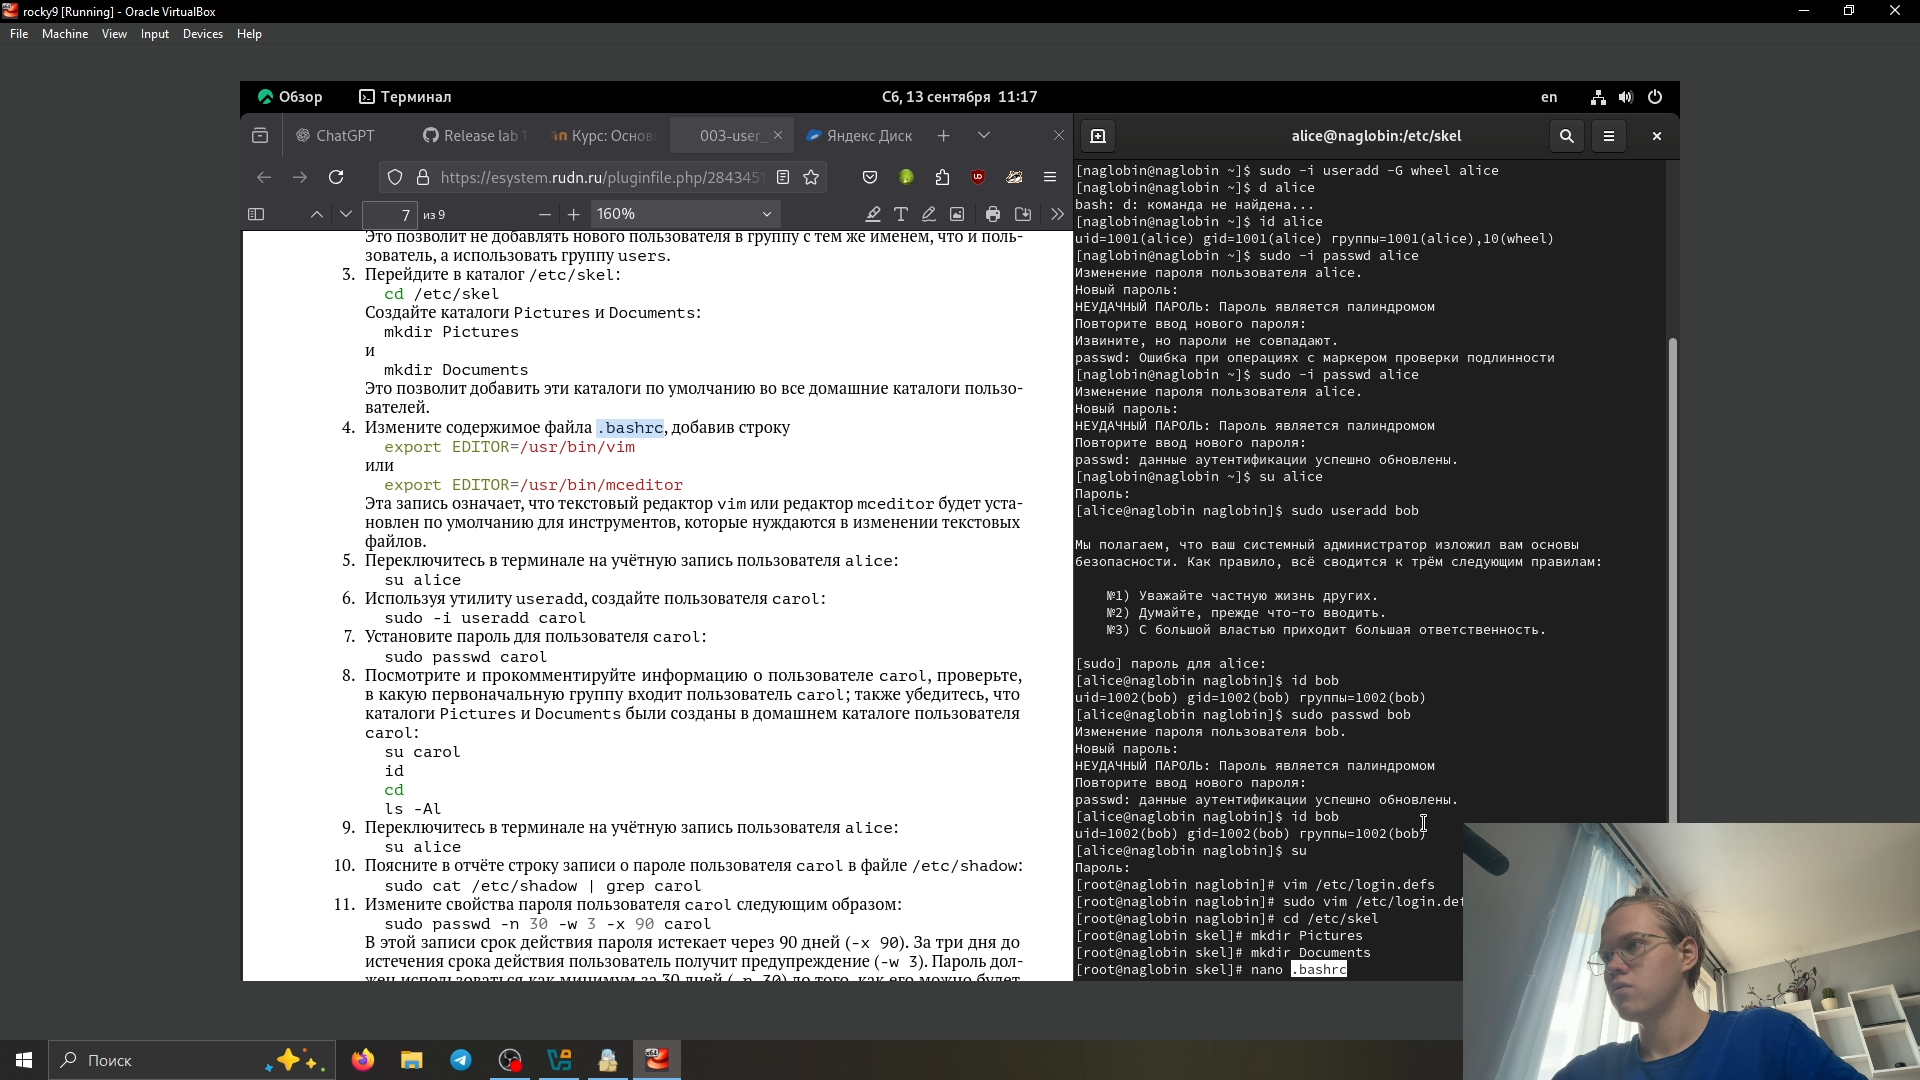 rocky9 [Running] - Oracle VirtualBox
File Machine View Input Devices Help
Обзор Терминал Сб, 13 сентября 11:17 en
ChatGPT Release lab 1 Курс: Основ 003-user_ Яндекс Диск
https://esystem.rudn.ru/pluginfile.php/2843451
7 из 9 160%
Это позволит не добавлять нового пользователя в группу с тем же именем, что и поль-
зователь, а использовать группу users.
3. Перейдите в каталог /etc/skel:
cd /etc/skel
Создайте каталоги Pictures и Documents:
mkdir Pictures
и
mkdir Documents
Это позволит добавить эти каталоги по умолчанию во все домашние каталоги пользо-
вателей.
4. Измените содержимое файла .bashrc, добавив строку
export EDITOR=/usr/bin/vim
или
export EDITOR=/usr/bin/mceditor
Эта запись означает, что текстовый редактор vim или редактор mceditor будет уста-
новлен по умолчанию для инструментов, которые нуждаются в изменении текстовых
файлов.
5. Переключитесь в терминале на учётную запись пользователя alice:
su alice
6. Используя утилиту useradd, создайте пользователя carol:
sudo -i useradd carol
7. Установите пароль для пользователя carol:
sudo passwd carol
8. Посмотрите и прокомментируйте информацию о пользователе carol, проверьте,
в какую первоначальную группу входит пользователь carol; также убедитесь, что
каталоги Pictures и Documents были созданы в домашнем каталоге пользователя
carol:
su carol
id
cd
ls -Al
9. Переключитесь в терминале на учётную запись пользователя alice:
su alice
10. Поясните в отчёте строку записи о пароле пользователя carol в файле /etc/shadow:
sudo cat /etc/shadow | grep carol
11. Измените свойства пароля пользователя carol следующим образом:
sudo passwd -n 30 -w 3 -x 90 carol
В этой записи срок действия пароля истекает через 90 дней (-x 90). За три дня до
истечения срока действия пользователь получит предупреждение (-w 3). Пароль дол-
жен использоваться как минимум за 30 дней (-n 30) до того, как его можно будет
alice@naglobin:/etc/skel
[naglobin@naglobin ~]$ sudo -i useradd -G wheel alice
[naglobin@naglobin ~]$ d alice
bash: d: команда не найдена...
[naglobin@naglobin ~]$ id alice
uid=1001(alice) gid=1001(alice) группы=1001(alice),10(wheel)
[naglobin@naglobin ~]$ sudo -i passwd alice
Изменение пароля пользователя alice.
Новый пароль:
НЕУДАЧНЫЙ ПАРОЛЬ: Пароль является палиндромом
Повторите ввод нового пароля:
Извините, но пароли не совпадают.
passwd: Ошибка при операциях с маркером проверки подлинности
[naglobin@naglobin ~]$ sudo -i passwd alice
Изменение пароля пользователя alice.
Новый пароль:
НЕУДАЧНЫЙ ПАРОЛЬ: Пароль является палиндромом
Повторите ввод нового пароля:
passwd: данные аутентификации успешно обновлены.
[naglobin@naglobin ~]$ su alice
Пароль:
[alice@naglobin naglobin]$ sudo useradd bob
Мы полагаем, что ваш системный администратор изложил вам основы
безопасности. Как правило, всё сводится к трём следующим правилам:
№1) Уважайте частную жизнь других.
№2) Думайте, прежде что-то вводить.
№3) С большой властью приходит большая ответственность.
[sudo] пароль для alice:
[alice@naglobin naglobin]$ id bob
uid=1002(bob) gid=1002(bob) группы=1002(bob)
[alice@naglobin naglobin]$ sudo passwd bob
Изменение пароля пользователя bob.
Новый пароль:
НЕУДАЧНЫЙ ПАРОЛЬ: Пароль является палиндромом
Повторите ввод нового пароля:
passwd: данные аутентификации успешно обновлены.
[alice@naglobin naglobin]$ id bob
uid=1002(bob) gid=1002(bob) группы=1002(bob)
[alice@naglobin naglobin]$ su
Пароль:
[root@naglobin naglobin]# vim /etc/login.defs
[root@naglobin naglobin]# sudo vim /etc/login.def
[root@naglobin naglobin]# cd /etc/skel
[root@naglobin skel]# mkdir Pictures
[root@naglobin skel]# mkdir Documents
[root@naglobin skel]# nano .bashrc
Поиск